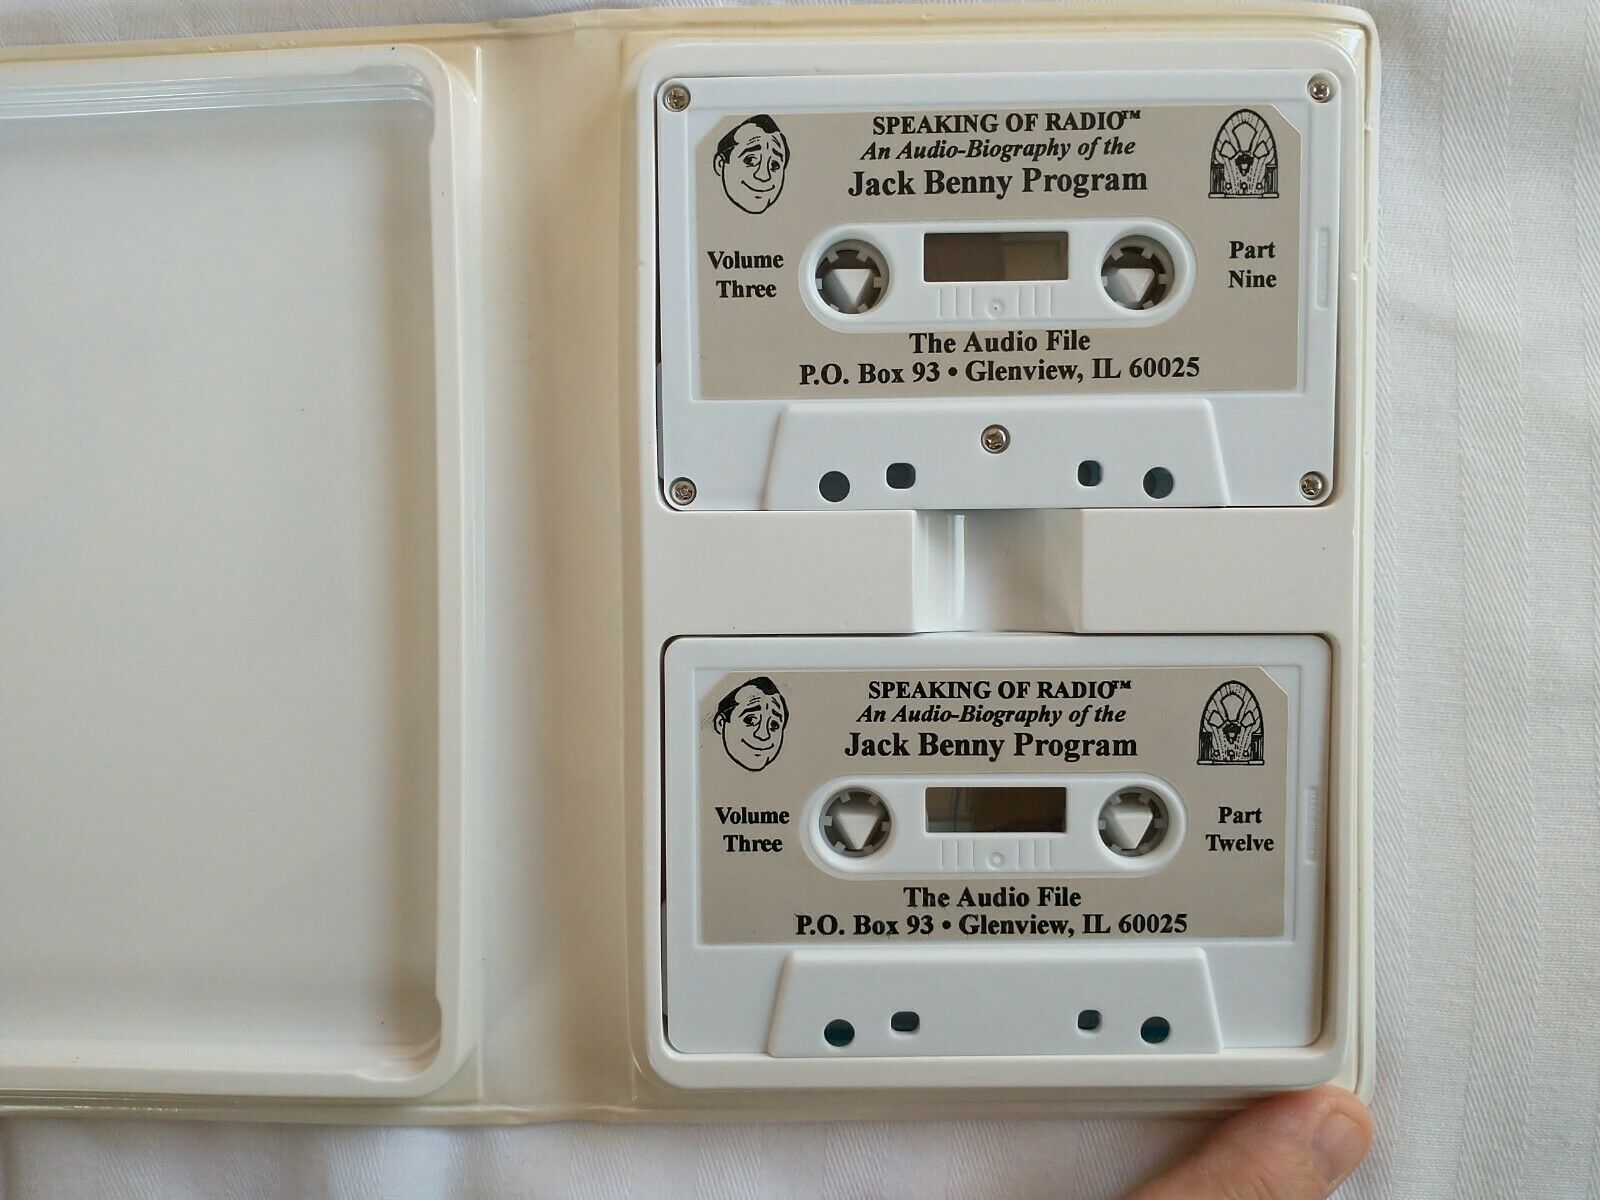 SPEAKING OF RADIO™
An Audio-Biography of the
Jack Benny Program
Volume
Three
Part
Nine
The Audio File
P.O. Box 93 • Glenview, IL 60025
SPEAKING OF RADIO™
An Audio-Biography of the
Jack Benny Program
Volume
Three
Part
Twelve
The Audio File
P.O. Box 93 • Glenview, IL 60025